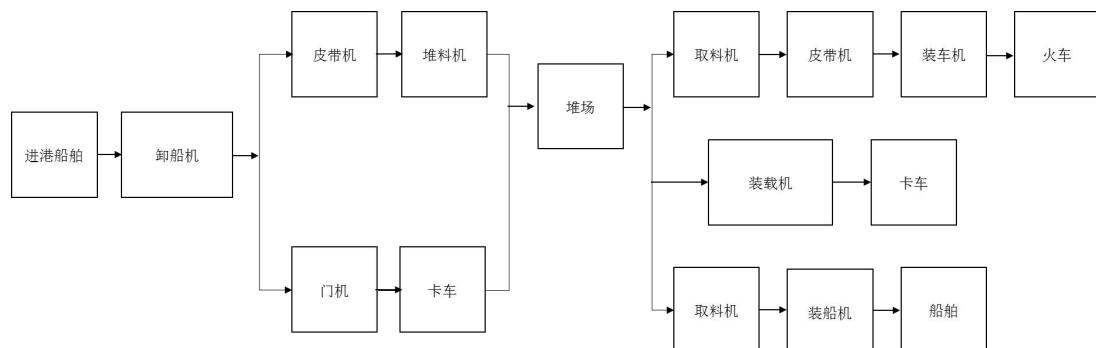 进港船舶
卸船机
皮带机
堆料机
门机
卡车
堆场
取料机
皮带机
装车机
火车
装载机
卡车
取料机
装船机
船舶